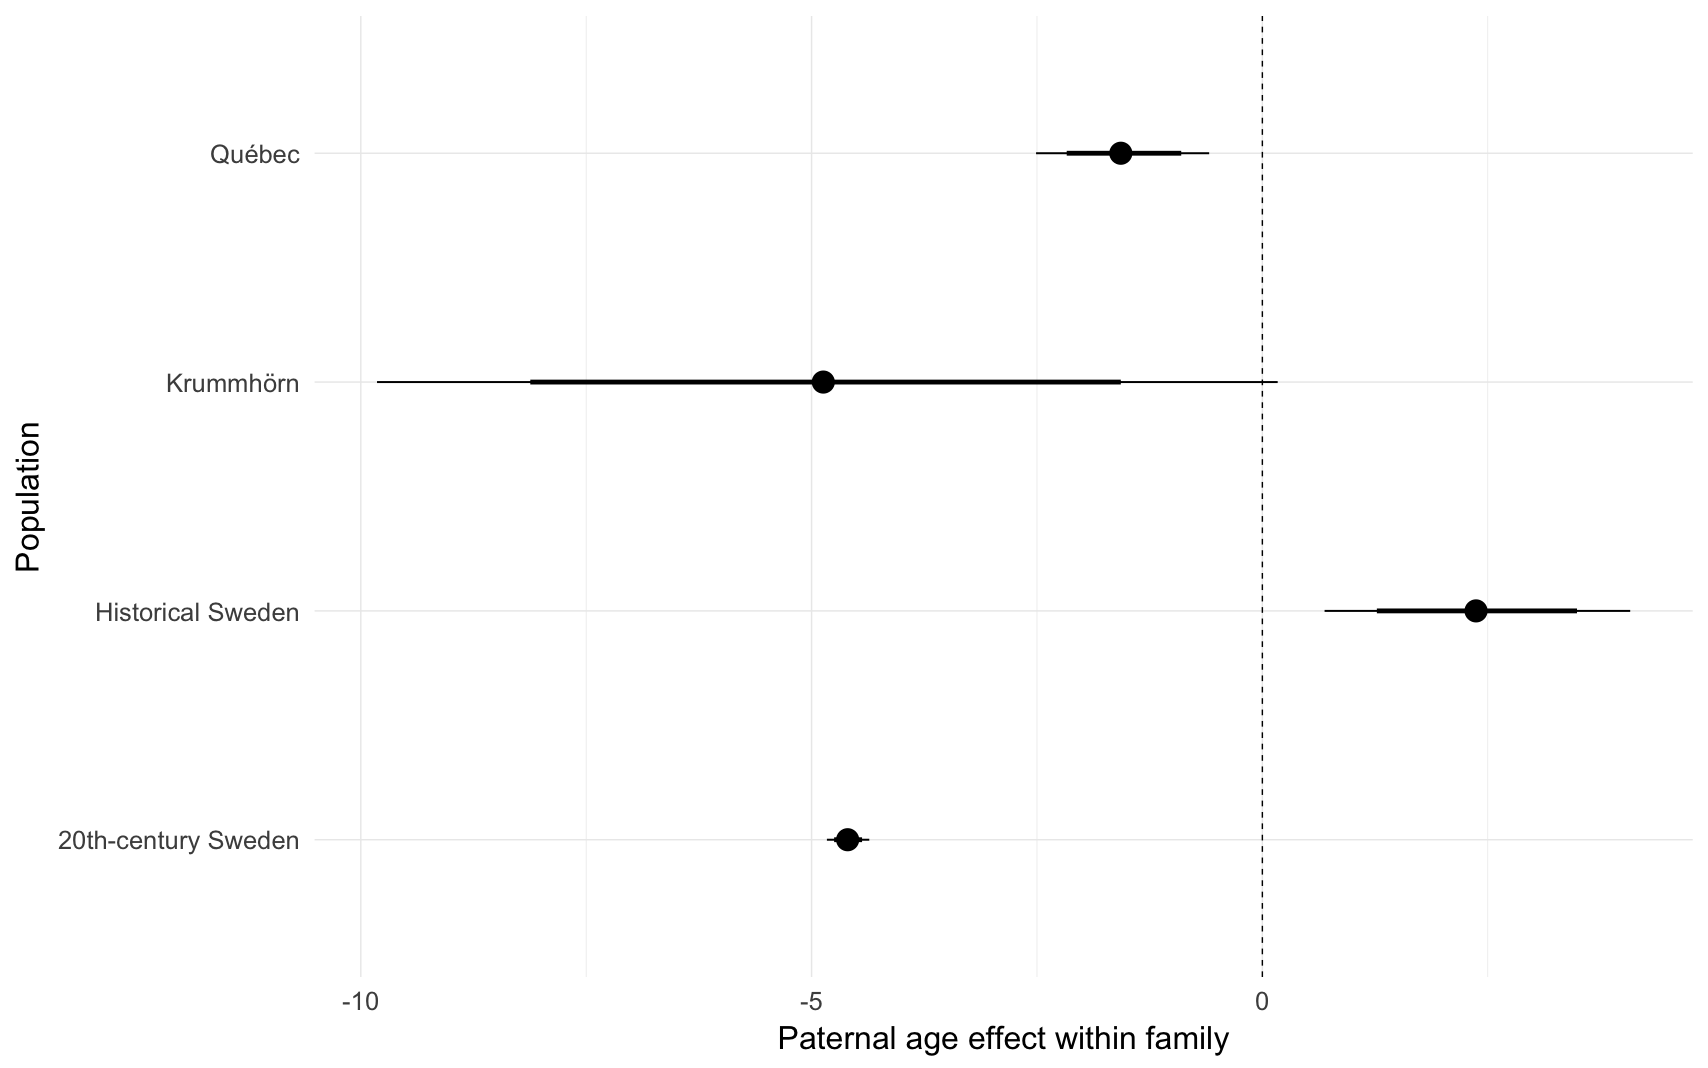 Population
Québec
Krummhörn
Historical Sweden
20th-century Sweden
-10
-5
0
Paternal age effect within family